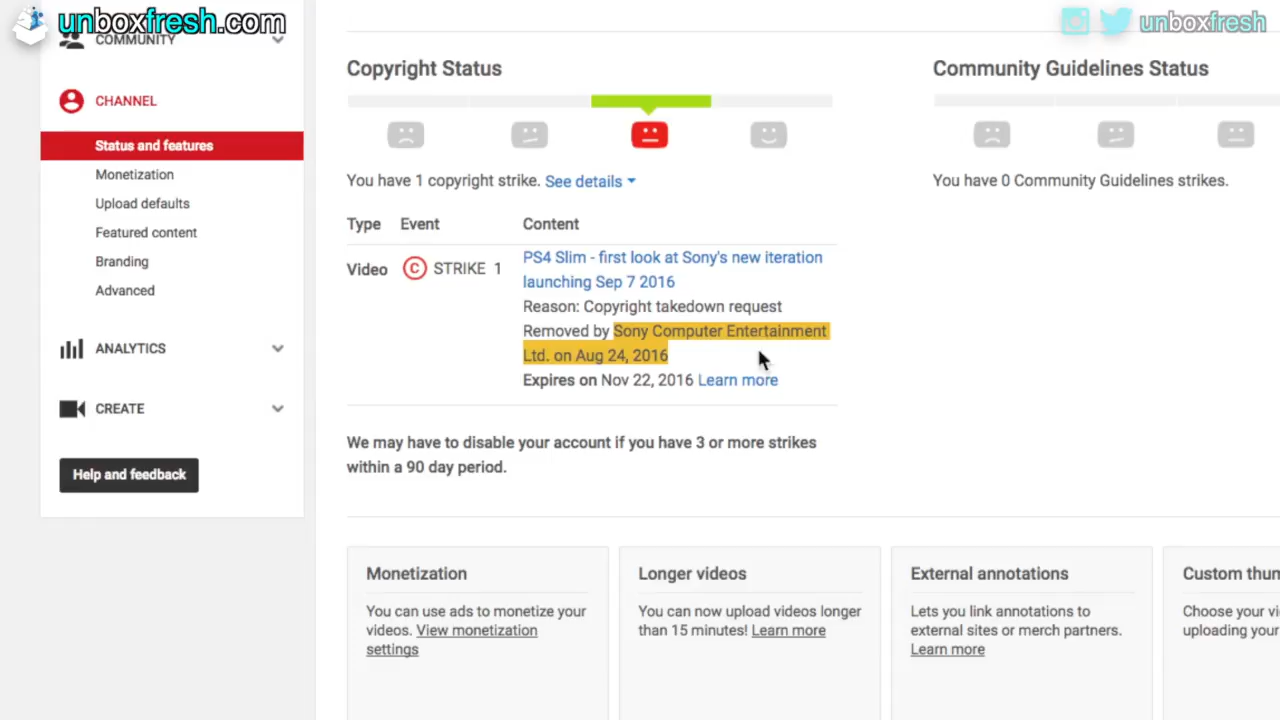 unboxfresh.com
unboxfresh
COMMUNITY
CHANNEL
Status and features
Monetization
Upload defaults
Featured content
Branding
Advanced
ANALYTICS
CREATE
Help and feedback
Copyright Status
You have 1 copyright strike. See details
Type Event Content
Video © STRIKE 1
PS4 Slim - first look at Sony's new iteration
launching Sep 7 2016
Reason: Copyright takedown request
Removed by Sony Computer Entertainment
Ltd. on Aug 24, 2016
Expires on Nov 22, 2016 Learn more
We may have to disable your account if you have 3 or more strikes
within a 90 day period.
Community Guidelines Status
You have 0 Community Guidelines strikes.
Monetization
You can use ads to monetize your
videos. View monetization
settings
Longer videos
You can now upload videos longer
than 15 minutes! Learn more
External annotations
Lets you link annotations to
external sites or merch partners.
Learn more
Custom thum
Choose your vi
uploading your